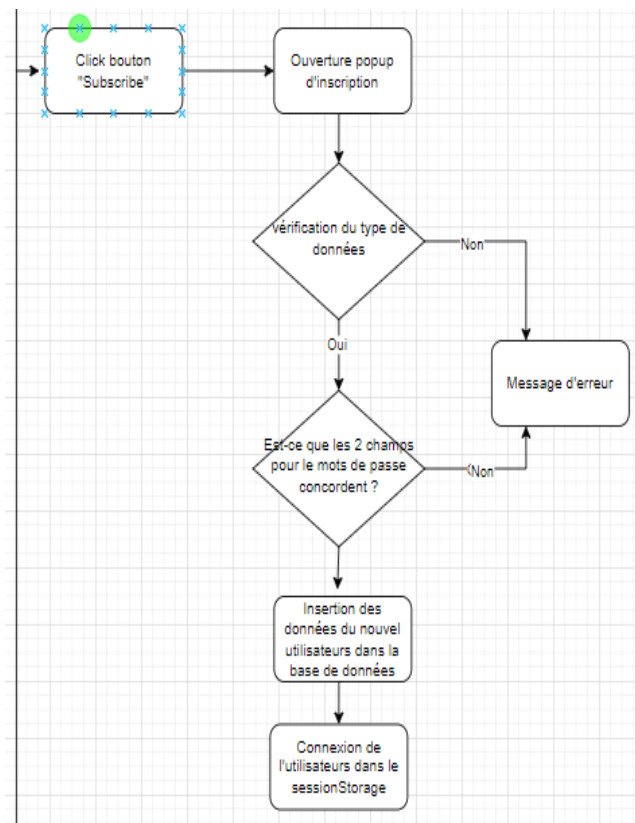 Click bouton
"Subscribe"
Ouverture popup
d'inscription
vérification du type de
données
Non
Oui
Message d'erreur
Est-ce que les 2 champs
pour le mots de passe
concordent ?
Non
Insertion des
données du nouvel
utilisateurs dans la
base de données
Connexion de
l'utilisateurs dans le
sessionStorage